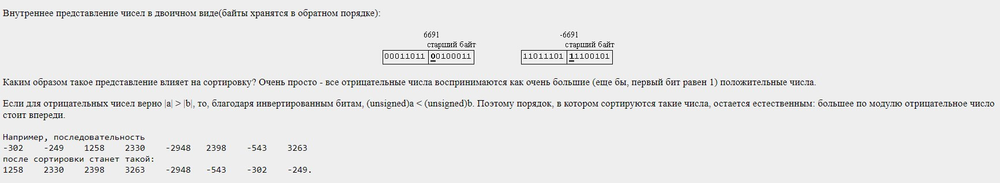 Внутреннее представление чисел в двоичном виде(байты хранятся в обратном порядке):
6691 -6691
старший байт старший байт
00011011 00100011 11011101 11100101
Каким образом такое представление влияет на сортировку? Очень просто - все отрицательные числа воспринимаются как очень большие (еще бы, первый бит равен 1) положительные числа.
Если для отрицательных чисел верно |a| > |b|, то, благодаря инвертированным битам, (unsigned)a < (unsigned)b. Поэтому порядок, в котором сортируются такие числа, остается естественным: большее по модулю отрицательное число
стоит впереди.
Например, последовательность
-302 -249 1258 2330 -2948 2398 -543 3263
после сортировки станет такой:
1258 2330 2398 3263 -2948 -543 -302 -249.